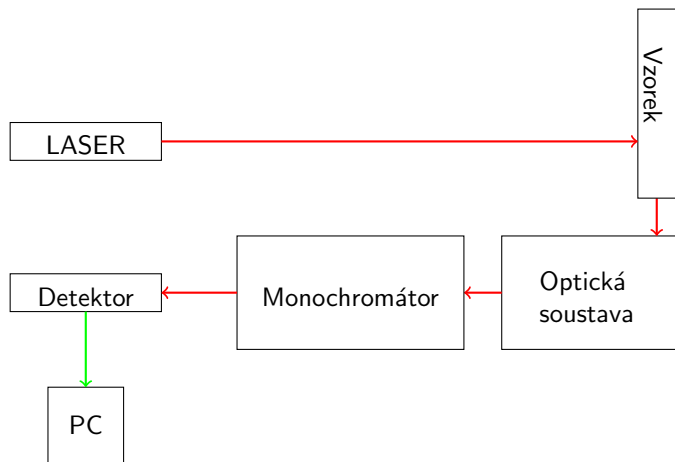 Vzorek
LASER
Optická
soustava
Monochromátor
Detektor
PC